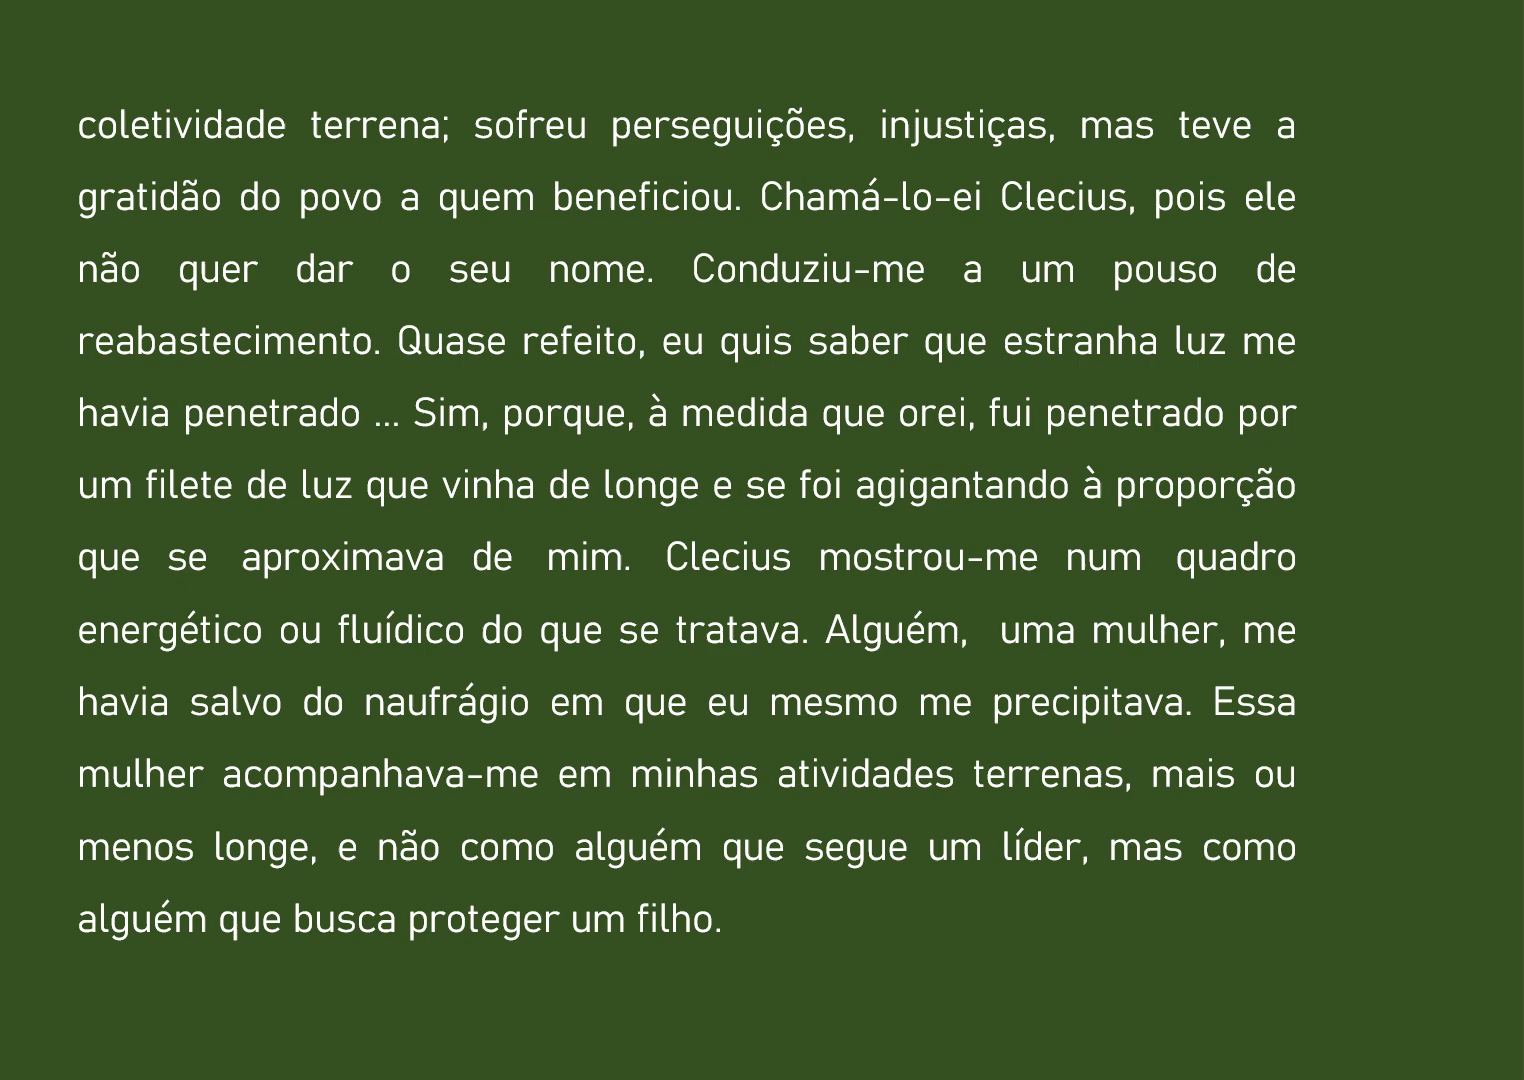 coletividade terrena; sofreu perseguições, injustiças, mas teve a
gratidão do povo a quem beneficiou. Chamá-lo-ei Clecius, pois ele
não quer dar o seu nome. Conduziu-me a um pouso de
reabastecimento. Quase refeito, eu quis saber que estranha luz me
havia penetrado ... Sim, porque, à medida que orei, fui penetrado por
um filete de luz que vinha de longe e se foi agigantando à proporção
que se aproximava de mim. Clecius mostrou-me num quadro
energético ou fluídico do que se tratava. Alguém, uma mulher, me
havia salvo do naufrágio em que eu mesmo me precipitava. Essa
mulher acompanhava-me em minhas atividades terrenas, mais ou
menos longe, e não como alguém que segue um líder, mas como
alguém que busca proteger um filho.